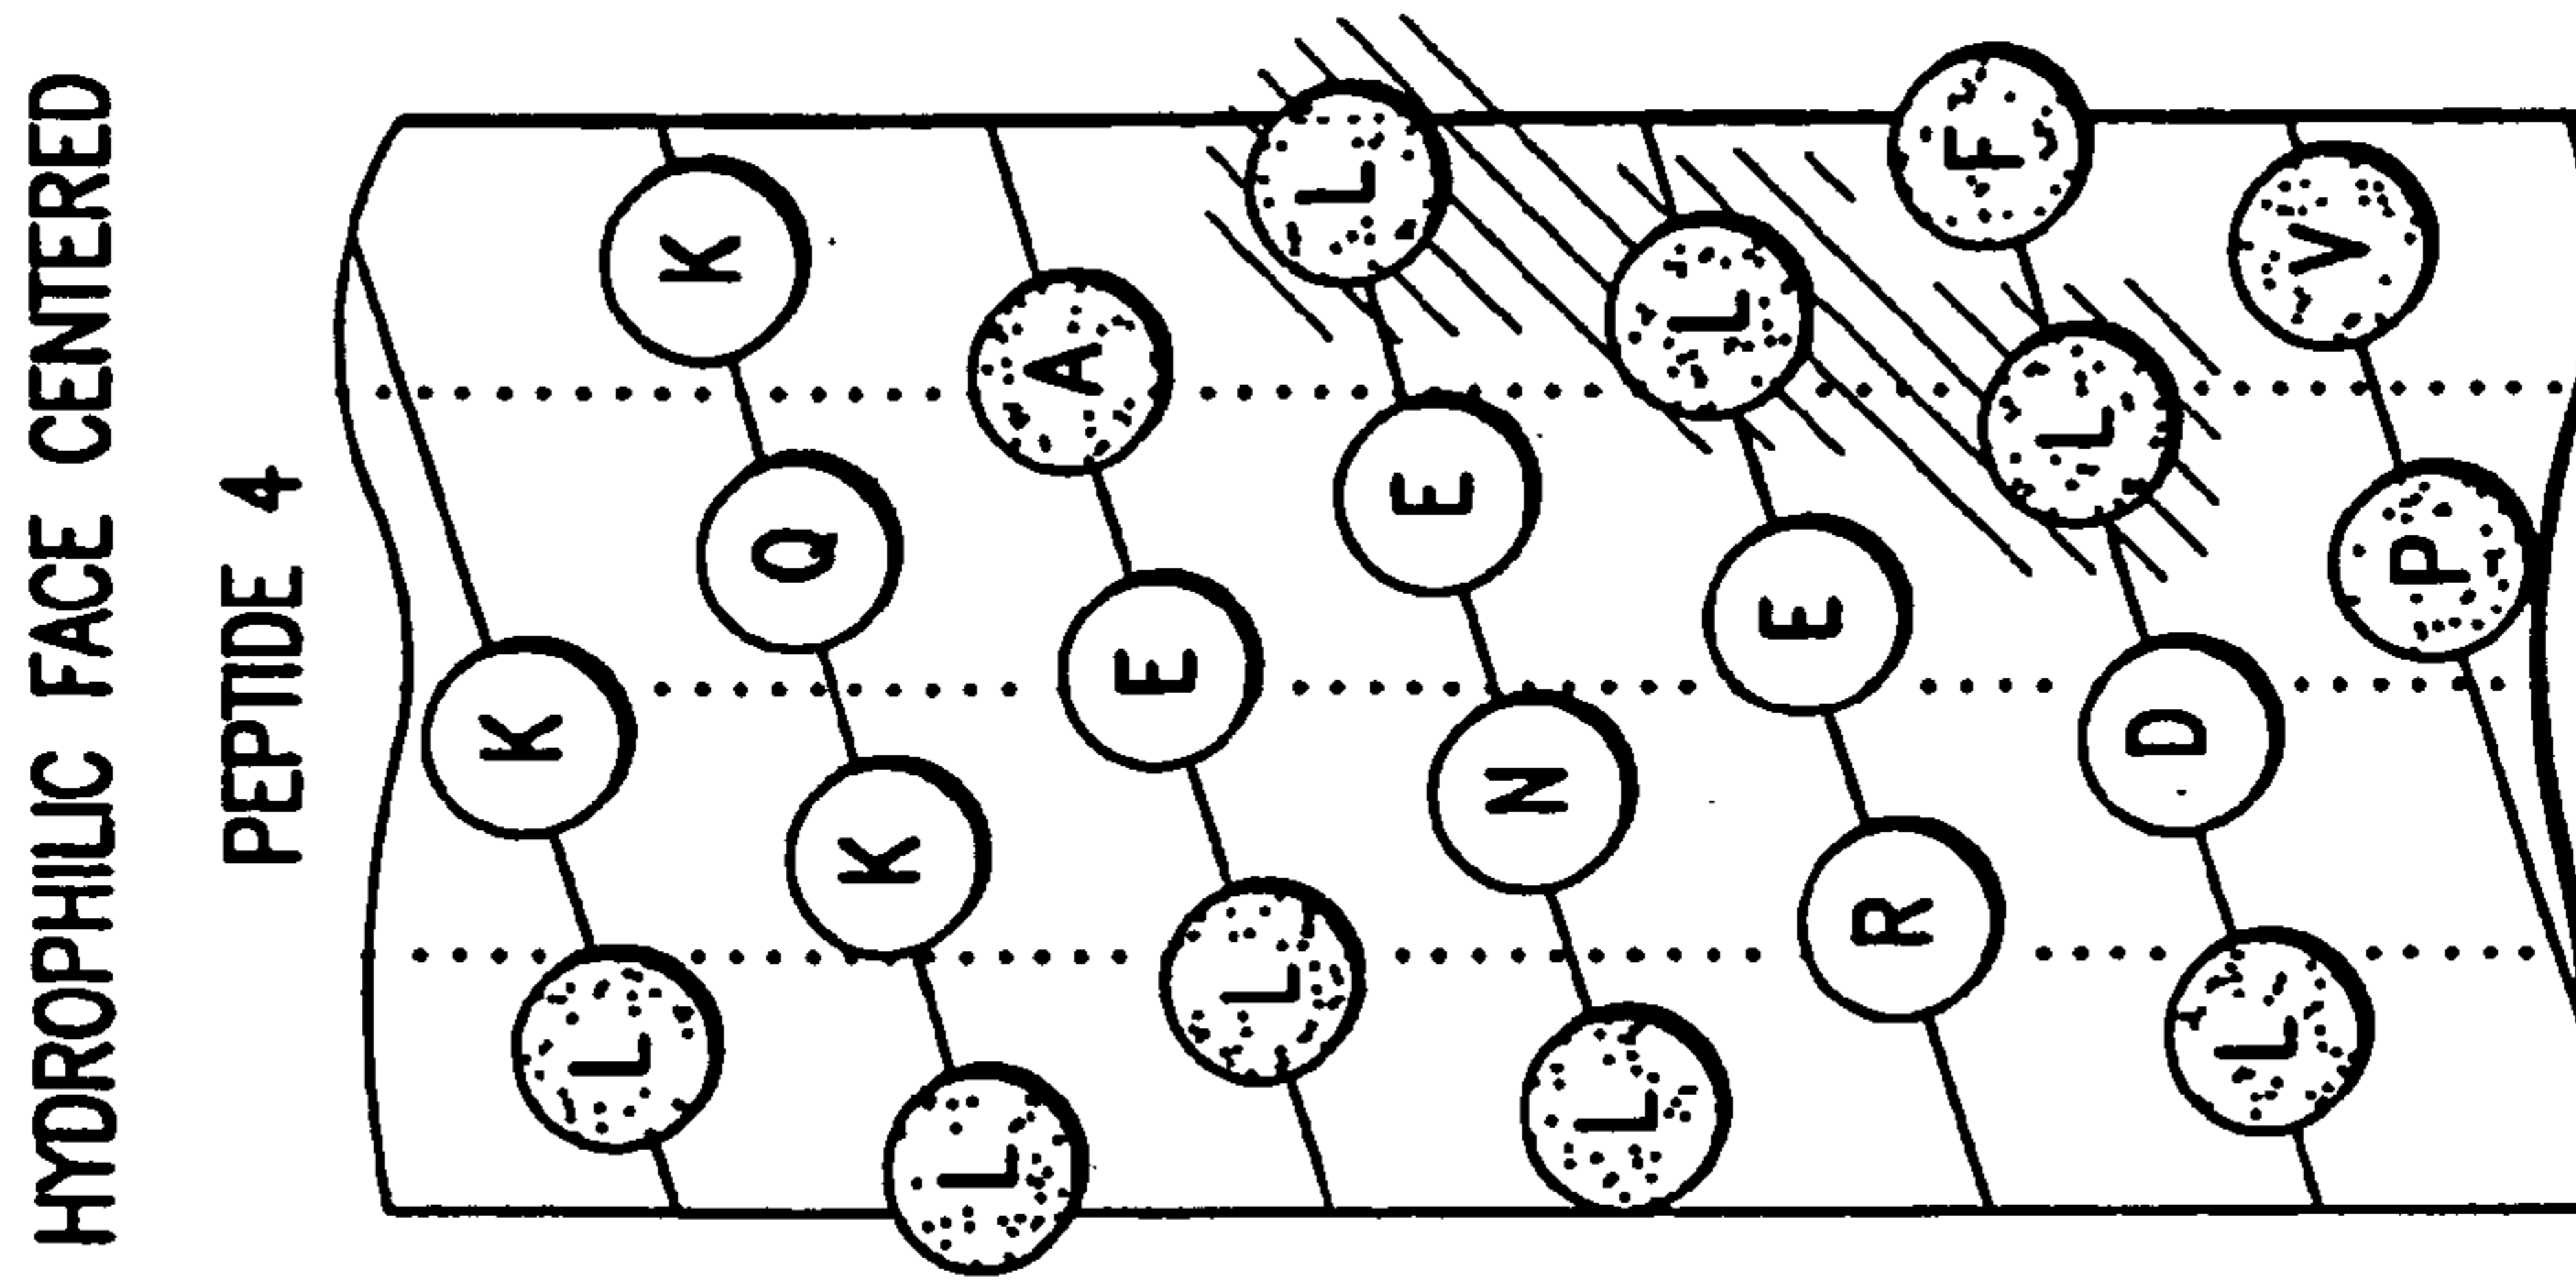 HYDROPHILIC FACE CENTERED
PEPTIDE 4
L K
L K Q K
L E A
L N E L
R E L
L D L F
P V